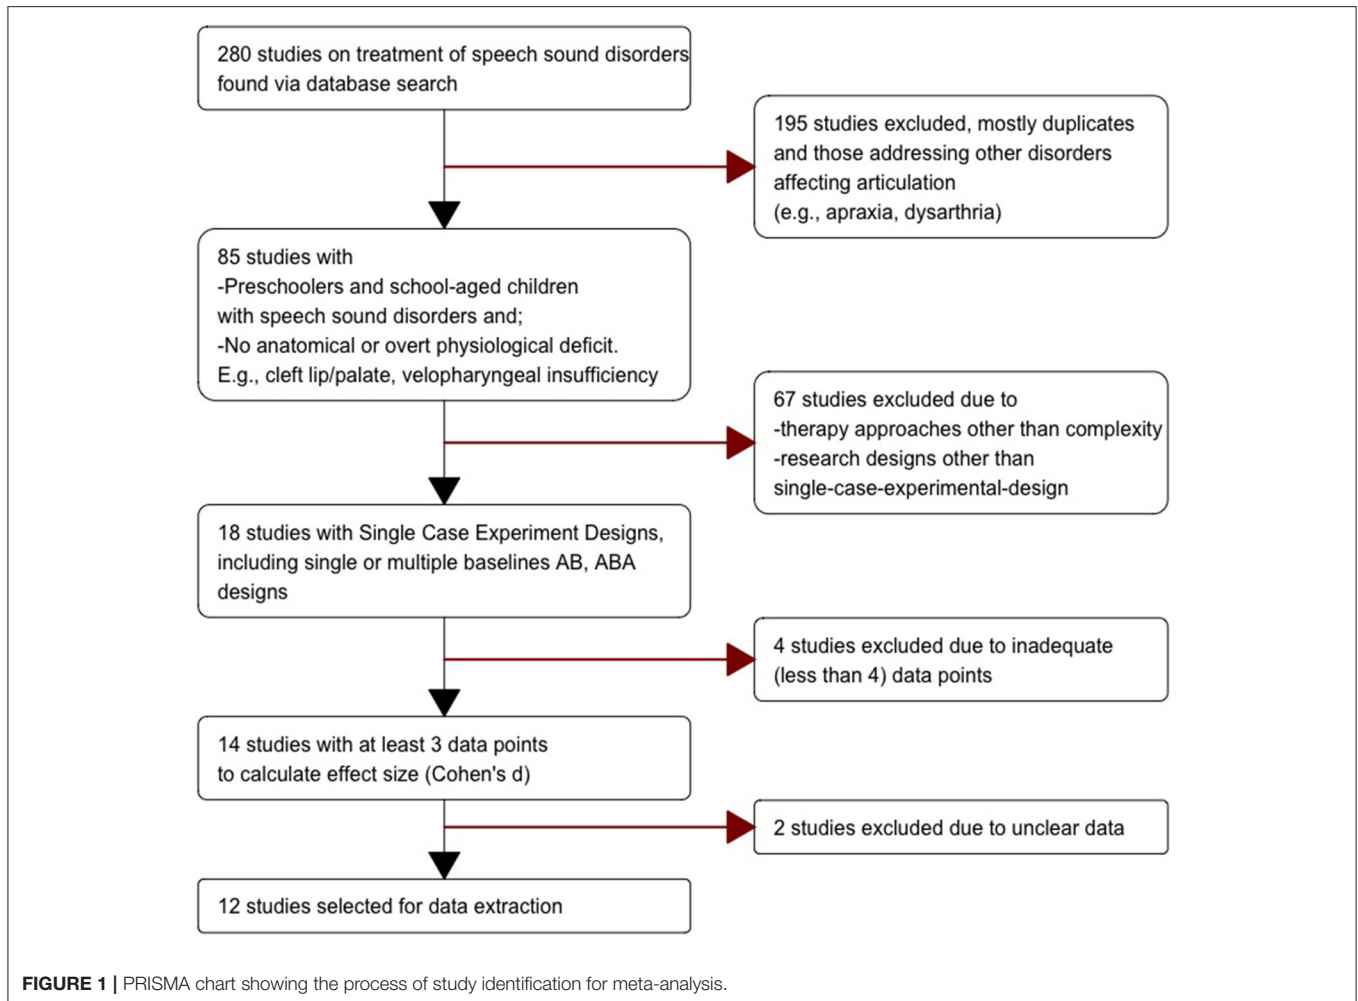 280 studies on treatment of speech sound disorders
found via database search
195 studies excluded, mostly duplicates
and those addressing other disorders
affecting articulation
(e.g., apraxia, dysarthria)
85 studies with
-Preschoolers and school-aged children
with speech sound disorders and;
-No anatomical or overt physiological deficit.
E.g., cleft lip/palate, velopharyngeal insufficiency
67 studies excluded due to
-therapy approaches other than complexity
-research designs other than
single-case-experimental-design
18 studies with Single Case Experiment Designs,
including single or multiple baselines AB, ABA
designs
4 studies excluded due to inadequate
(less than 4) data points
14 studies with at least 3 data points
to calculate effect size (Cohen's d)
2 studies excluded due to unclear data
12 studies selected for data extraction
FIGURE 1 | PRISMA chart showing the process of study identification for meta-analysis.